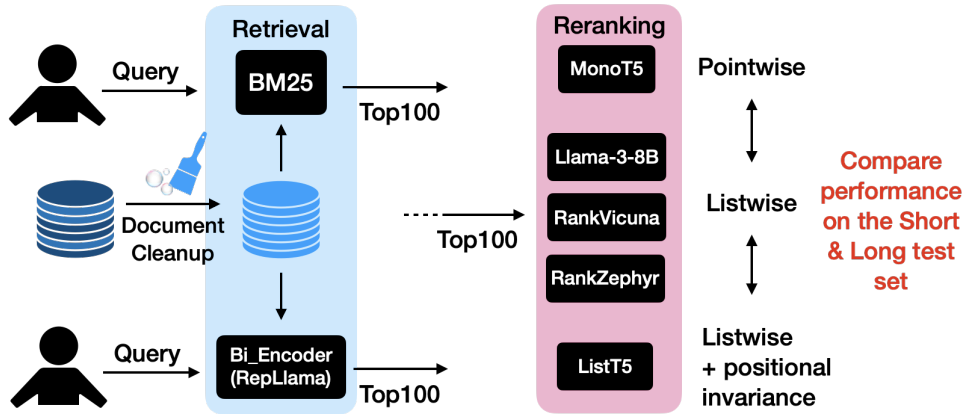 Retrieval
Query
BM25
Top100
Document
Cleanup
Query
Bi_Encoder
(RepLlama)
Top100
Top100
Reranking
MonoT5
Llama-3-8B
RankVicuna
RankZephyr
ListT5
Pointwise
Listwise
Listwise
+ positional
invariance
Compare
performance
on the Short
& Long test
set